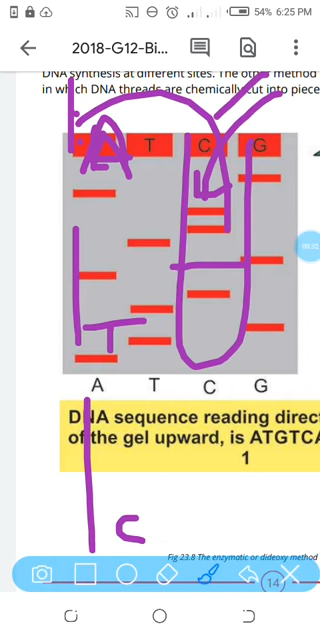 54% 6:25 PM
2018-G12-Bi...
DNA synthesis at different sites. The other method
in which DNA threads are chemically cut into piece
A T C G
T
A T C G
DNA sequence reading direc
of the gel upward, is ATGTCA
1
C
Fig 23.8 The enzymatic or dideoxy method
14